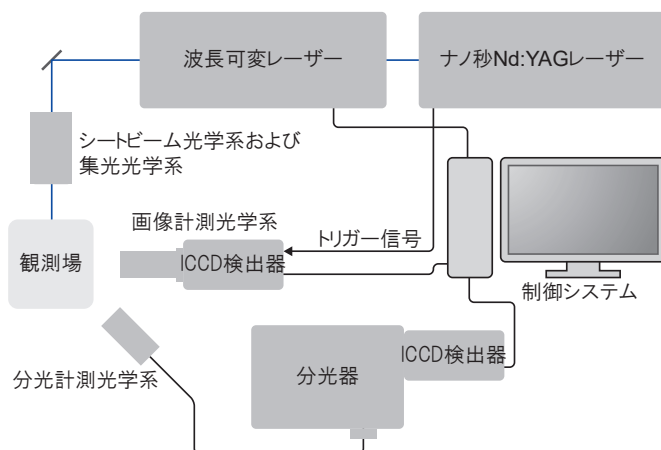 波長可変レーザー
ナノ秒Nd:YAGレーザー
シートビーム光学系および
集光光学系
画像計測光学系
トリガー信号
観測場
ICCD検出器
制御システム
ICCD検出器
分光器
分光計測光学系